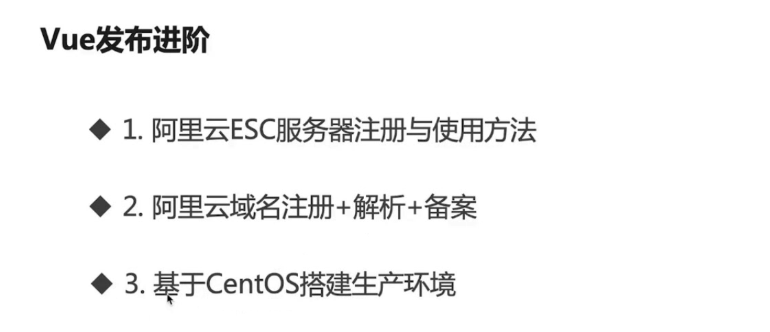 Vue发布进阶
◆ 1. 阿里云ESC服务器注册与使用方法
◆ 2. 阿里云域名注册+解析+备案
◆ 3. 基于CentOS搭建生产环境